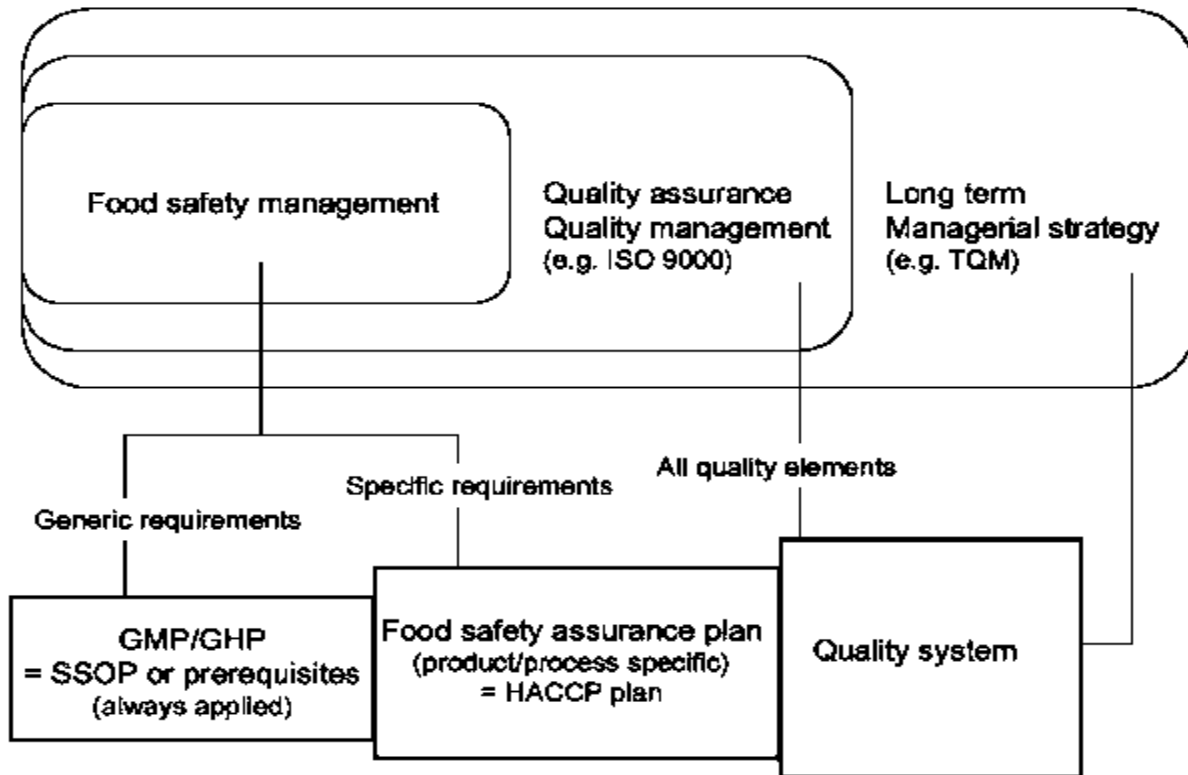 Food safety management
Quality assurance
Quality management
(e.g. ISO 9000)
Long term
Managerial strategy
(e.g. TQM)
Generic requirements
Specific requirements
All quality elements
GMP/GHP
= SSOP or prerequisites
(always applied)
Food safety assurance plan
(product/process specific)
= HACCP plan
Quality system